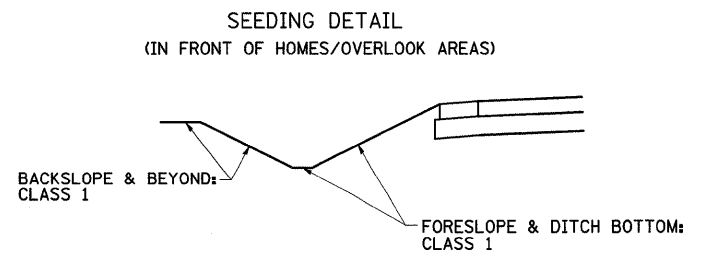 SEEDING DETAIL
(IN FRONT OF HOMES/OVERLOOK AREAS)
BACKSLOPE & BEYOND:
CLASS 1
FORESLOPE & DITCH BOTTOM:
CLASS 1